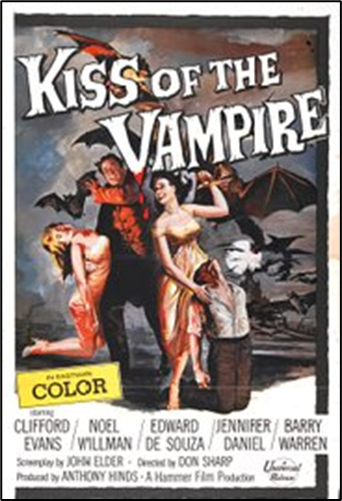 KISS OF THE
VAMPIRE
IN EASTMAN
COLOR
starring
CLIFFORD EVANS / NOEL WILLMAN / EDWARD DE SOUZA / JENNIFER DANIEL / BARRY WARREN
Screenplay by JOHN ELDER · Directed by DON SHARP
Produced by ANTHONY HINDS · A Hammer Film Production
Universal
Release